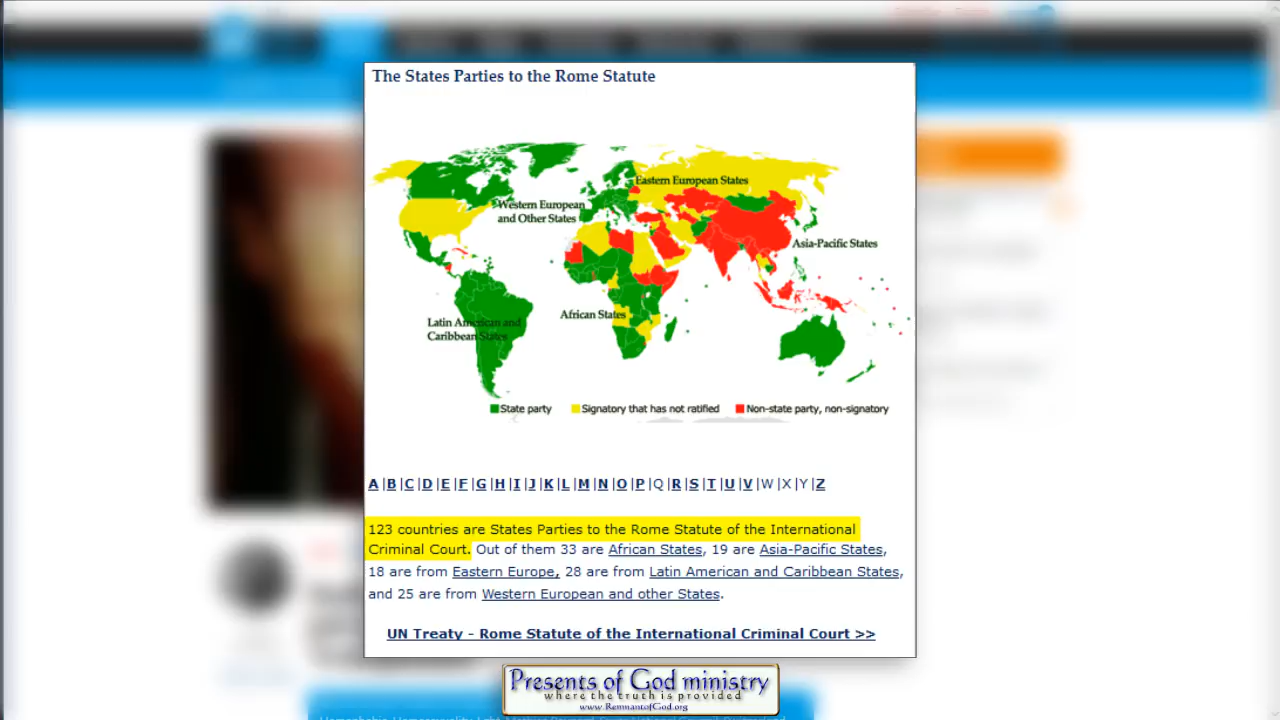 The States Parties to the Rome Statute
Eastern European States
Western European
and Other States
Asia-Pacific States
African States
Latin American and
Caribbean States
State party
Signatory that has not ratified
Non-state party, non-signatory
A |B |C |D |E |F |G |H |I |J |K |L |M |N |O |P |Q |R |S |T |U |V |W |X |Y |Z
123 countries are States Parties to the Rome Statute of the International
Criminal Court. Out of them 33 are African States, 19 are Asia-Pacific States,
18 are from Eastern Europe, 28 are from Latin American and Caribbean States,
and 25 are from Western European and other States.
UN Treaty - Rome Statute of the International Criminal Court >>
Presents of God ministry
where the truth is provided
www.RemnantofGod.org